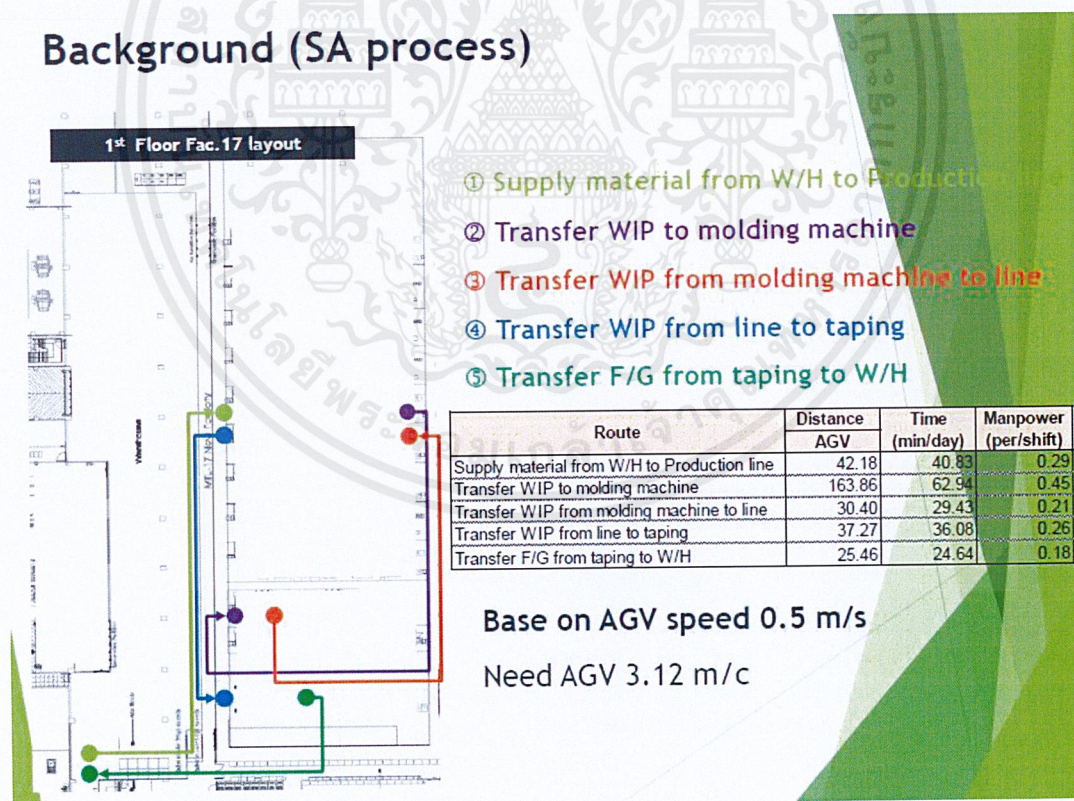 Background (SA process)
1st Floor Fac.17 layout
① Supply material from W/H to Production line
② Transfer WIP to molding machine
③ Transfer WIP from molding machine to line
④ Transfer WIP from line to taping
⑤ Transfer F/G from taping to W/H
Warehouse
Route Distance AGV Time (min/day) Manpower (per/shift)
Supply material from W/H to Production line 42.18 40.83 0.29
Transfer WIP to molding machine 163.86 62.94 0.45
Transfer WIP from molding machine to line 30.40 29.43 0.21
Transfer WIP from line to taping 37.27 36.08 0.26
Transfer F/G from taping to W/H 25.46 24.64 0.18
Base on AGV speed 0.5 m/s
Need AGV 3.12 m/c